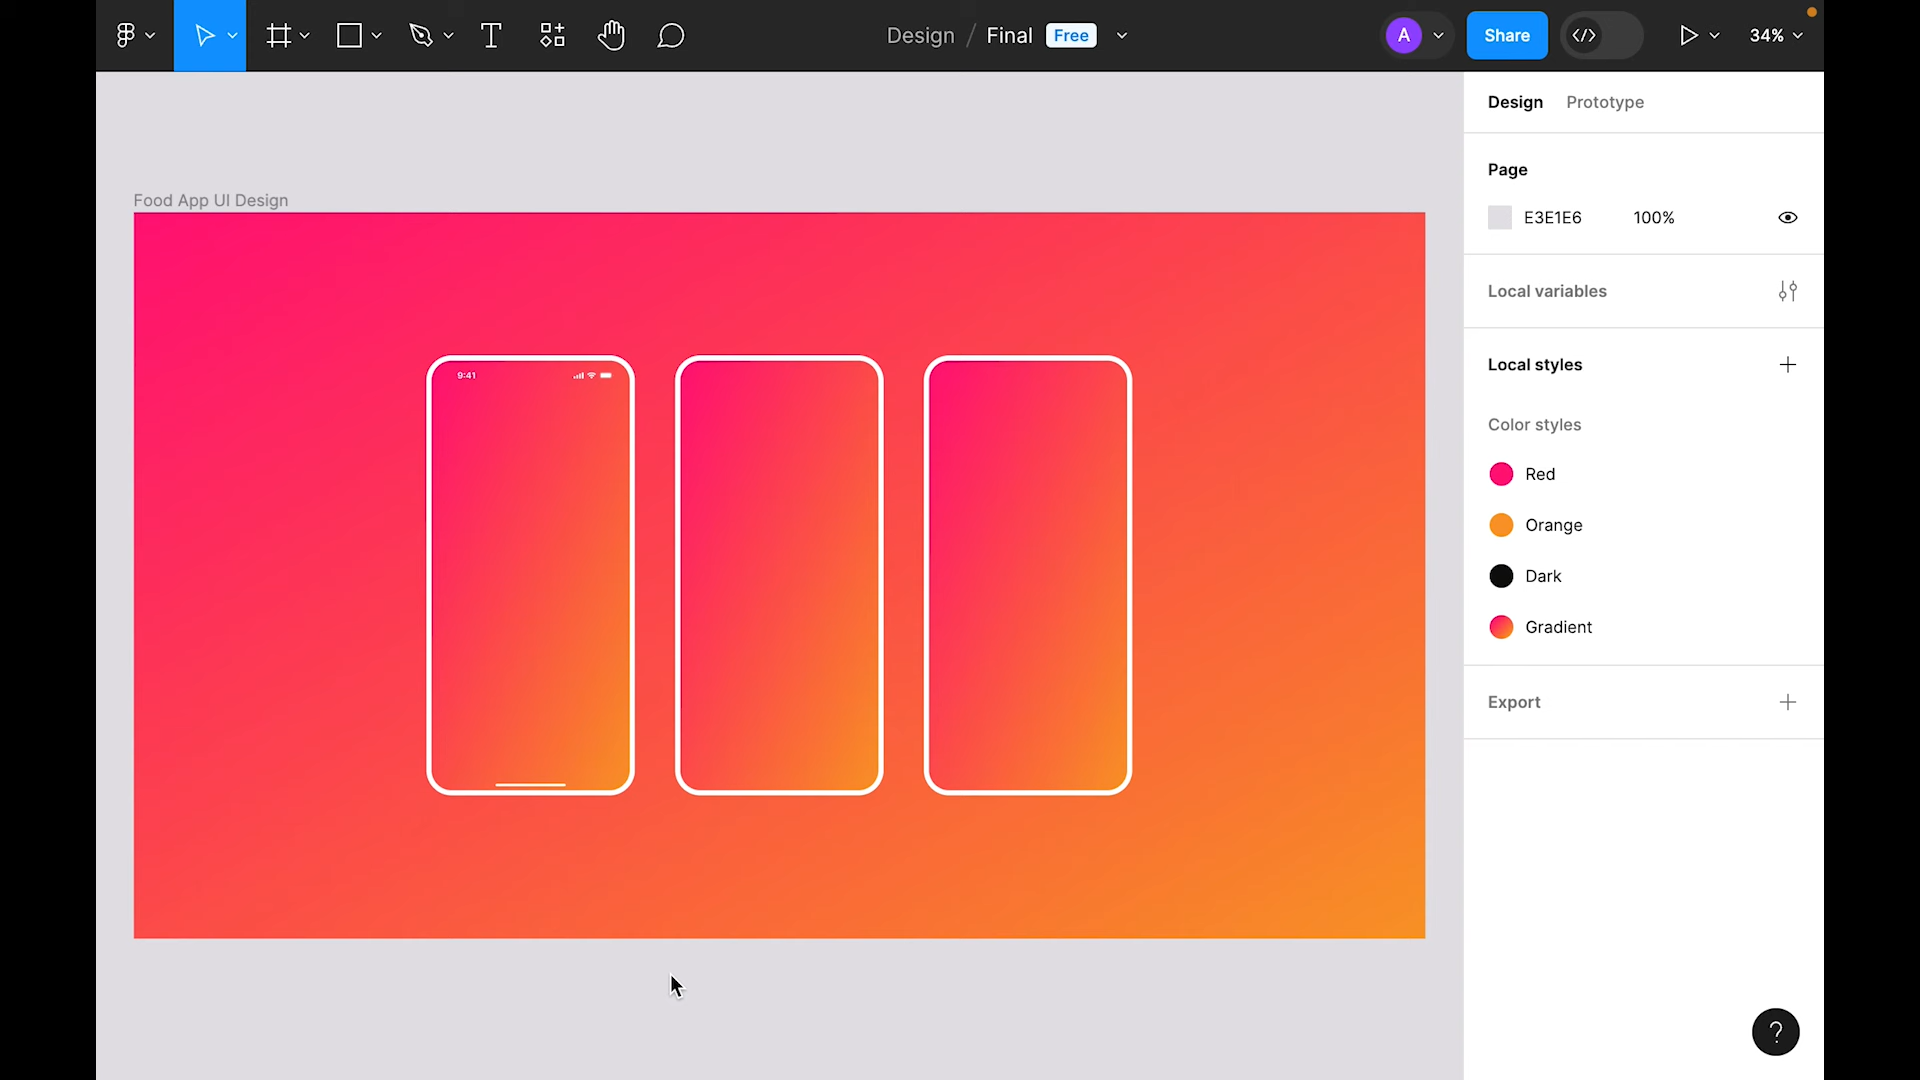 Design / Final Free
A
Share
34%
Design Prototype
Page
E3E1E6 100%
Local variables
Local styles
Color styles
Red
Orange
Dark
Gradient
Export
Food App UI Design
9:41
?